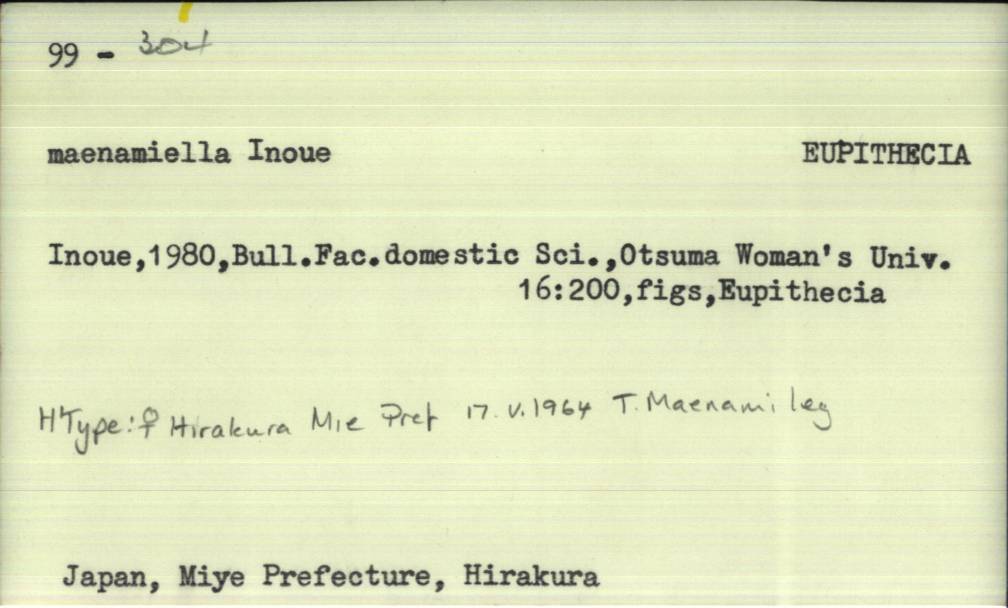 99 - 304
maenamiella Inoue EUPITHECIA
Inoue,1980,Bull.Fac.domestic Sci.,Otsuma Woman's Univ.
16:200,figs,Eupithecia
HType:♀ Hirakura Mie Pref 17.V.1964 T.Maenami leg
Japan, Miye Prefecture, Hirakura